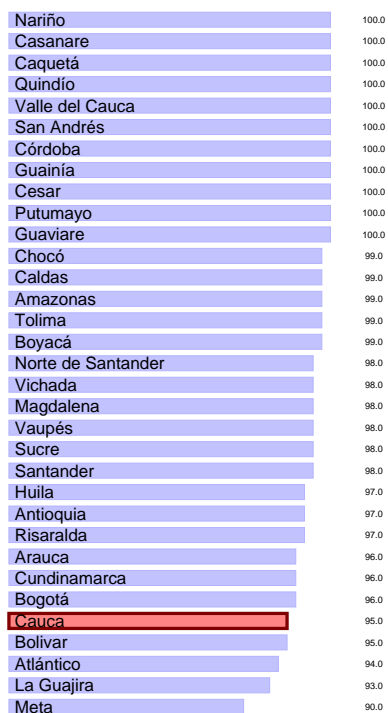 Nariño 100.0
Casanare 100.0
Caquetá 100.0
Quindío 100.0
Valle del Cauca 100.0
San Andrés 100.0
Córdoba 100.0
Guainía 100.0
Cesar 100.0
Putumayo 100.0
Guaviare 100.0
Chocó 99.0
Caldas 99.0
Amazonas 99.0
Tolima 99.0
Boyacá 99.0
Norte de Santander 98.0
Vichada 98.0
Magdalena 98.0
Vaupés 98.0
Sucre 98.0
Santander 98.0
Huila 97.0
Antioquia 97.0
Risaralda 97.0
Arauca 96.0
Cundinamarca 96.0
Bogotá 96.0
Cauca 95.0
Bolivar 95.0
Atlántico 94.0
La Guajira 93.0
Meta 90.0